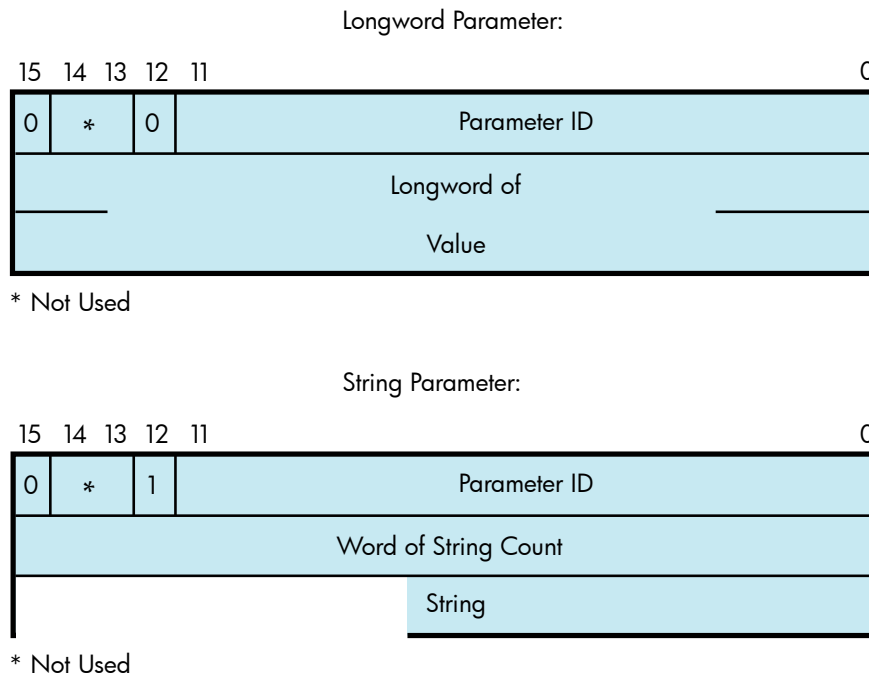 Longword Parameter:
15 14 13 12 11 0
0 * 0 Parameter ID
Longword of
Value
* Not Used
String Parameter:
15 14 13 12 11 0
0 * 1 Parameter ID
Word of String Count
String
* Not Used